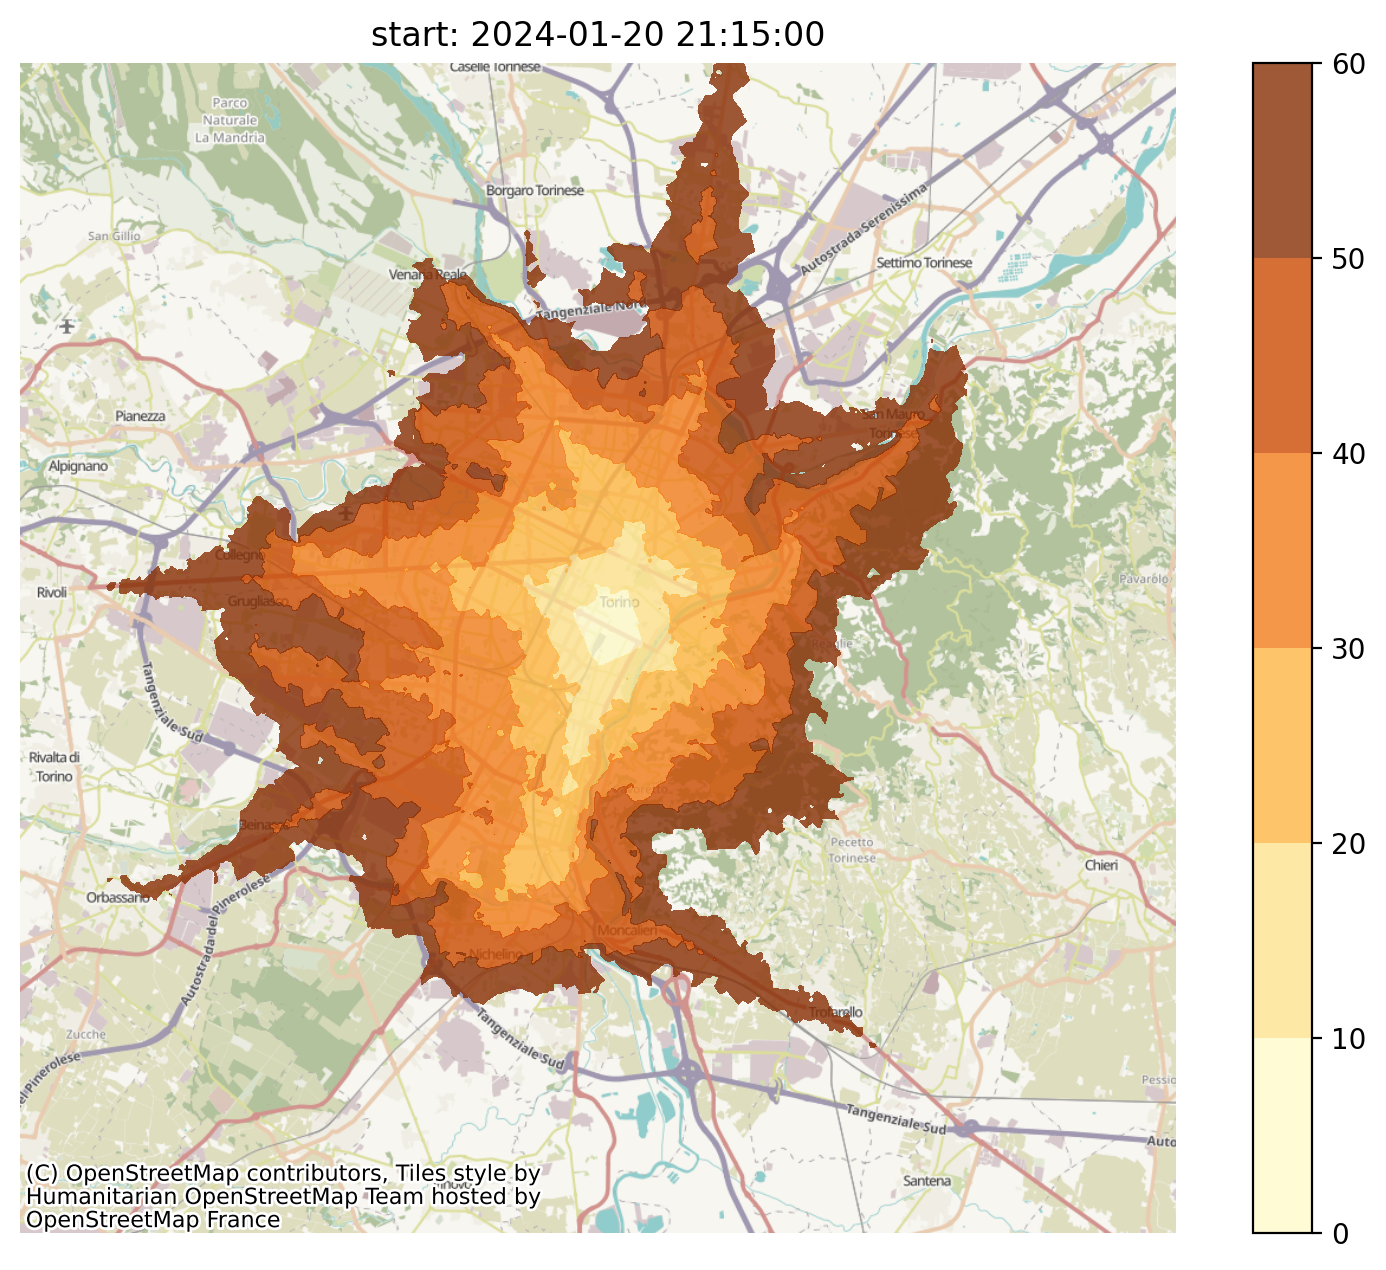 start: 2024-01-20 21:15:00
Caselle Torinese
60
Parco
Naturale
La Mandria
Borgaro Torinese
Autostrada Serenissima
San Gillio
Settimo Torinese
50
Venaria Reale
Tangenziale Nord
Pianezza
San Mauro
Torinese
40
Alpignano
Collegno
Pavarolo
Rivoli
Grugliasco
Torino
30
Tangenziale Sud
Rivalta di
Torino
Beinasco
Pecetto
Torinese
20
Chieri
Orbassano
Autostrada del Pinerolese
Moncalieri
Nichelino
Trofarello
Tangenziale Sud
Zucche
10
del Pinerolese
Pessio
Tangenziale Sud
Auto
Santena
(C) OpenStreetMap contributors, Tiles style by
Humanitarian OpenStreetMap Team hosted by
OpenStreetMap France
0